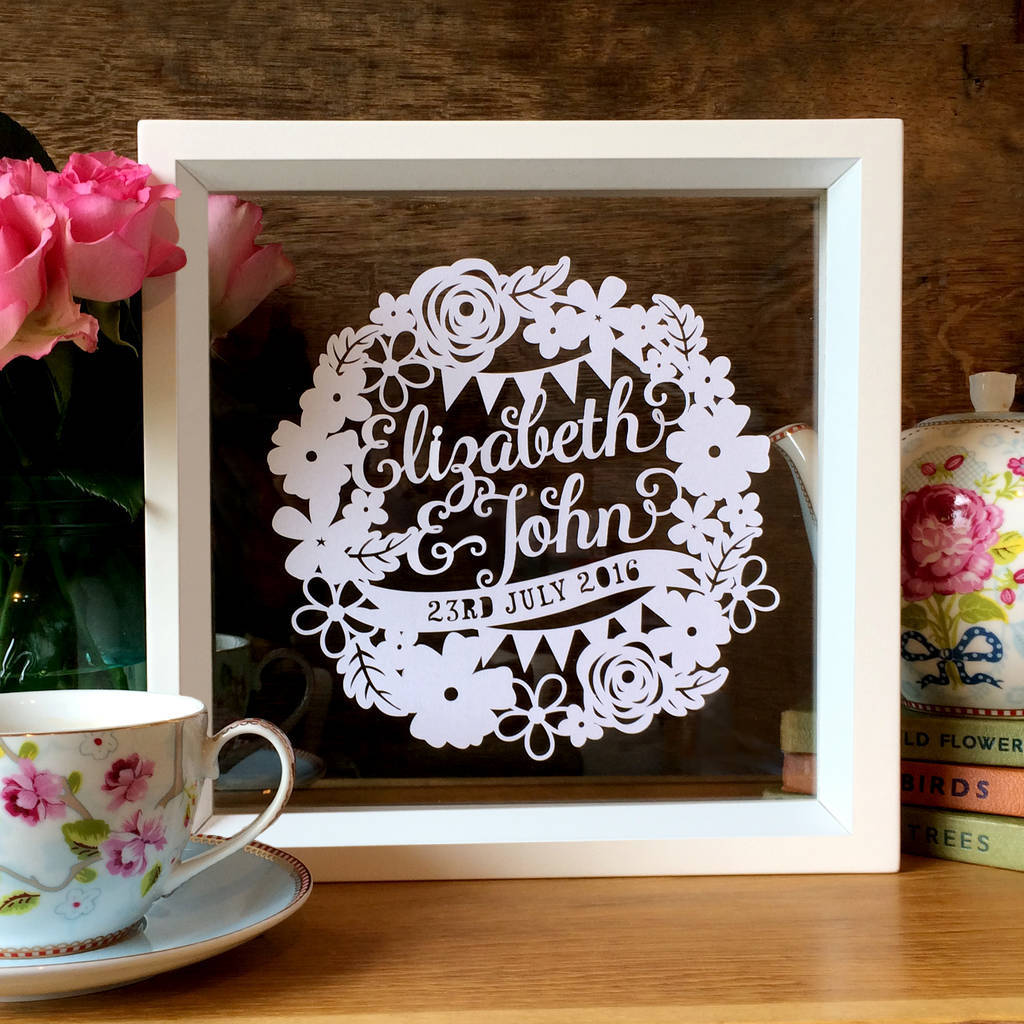 Elizabeth
& John
23RD JULY 2016
LD FLOWER
BIRDS
TREES